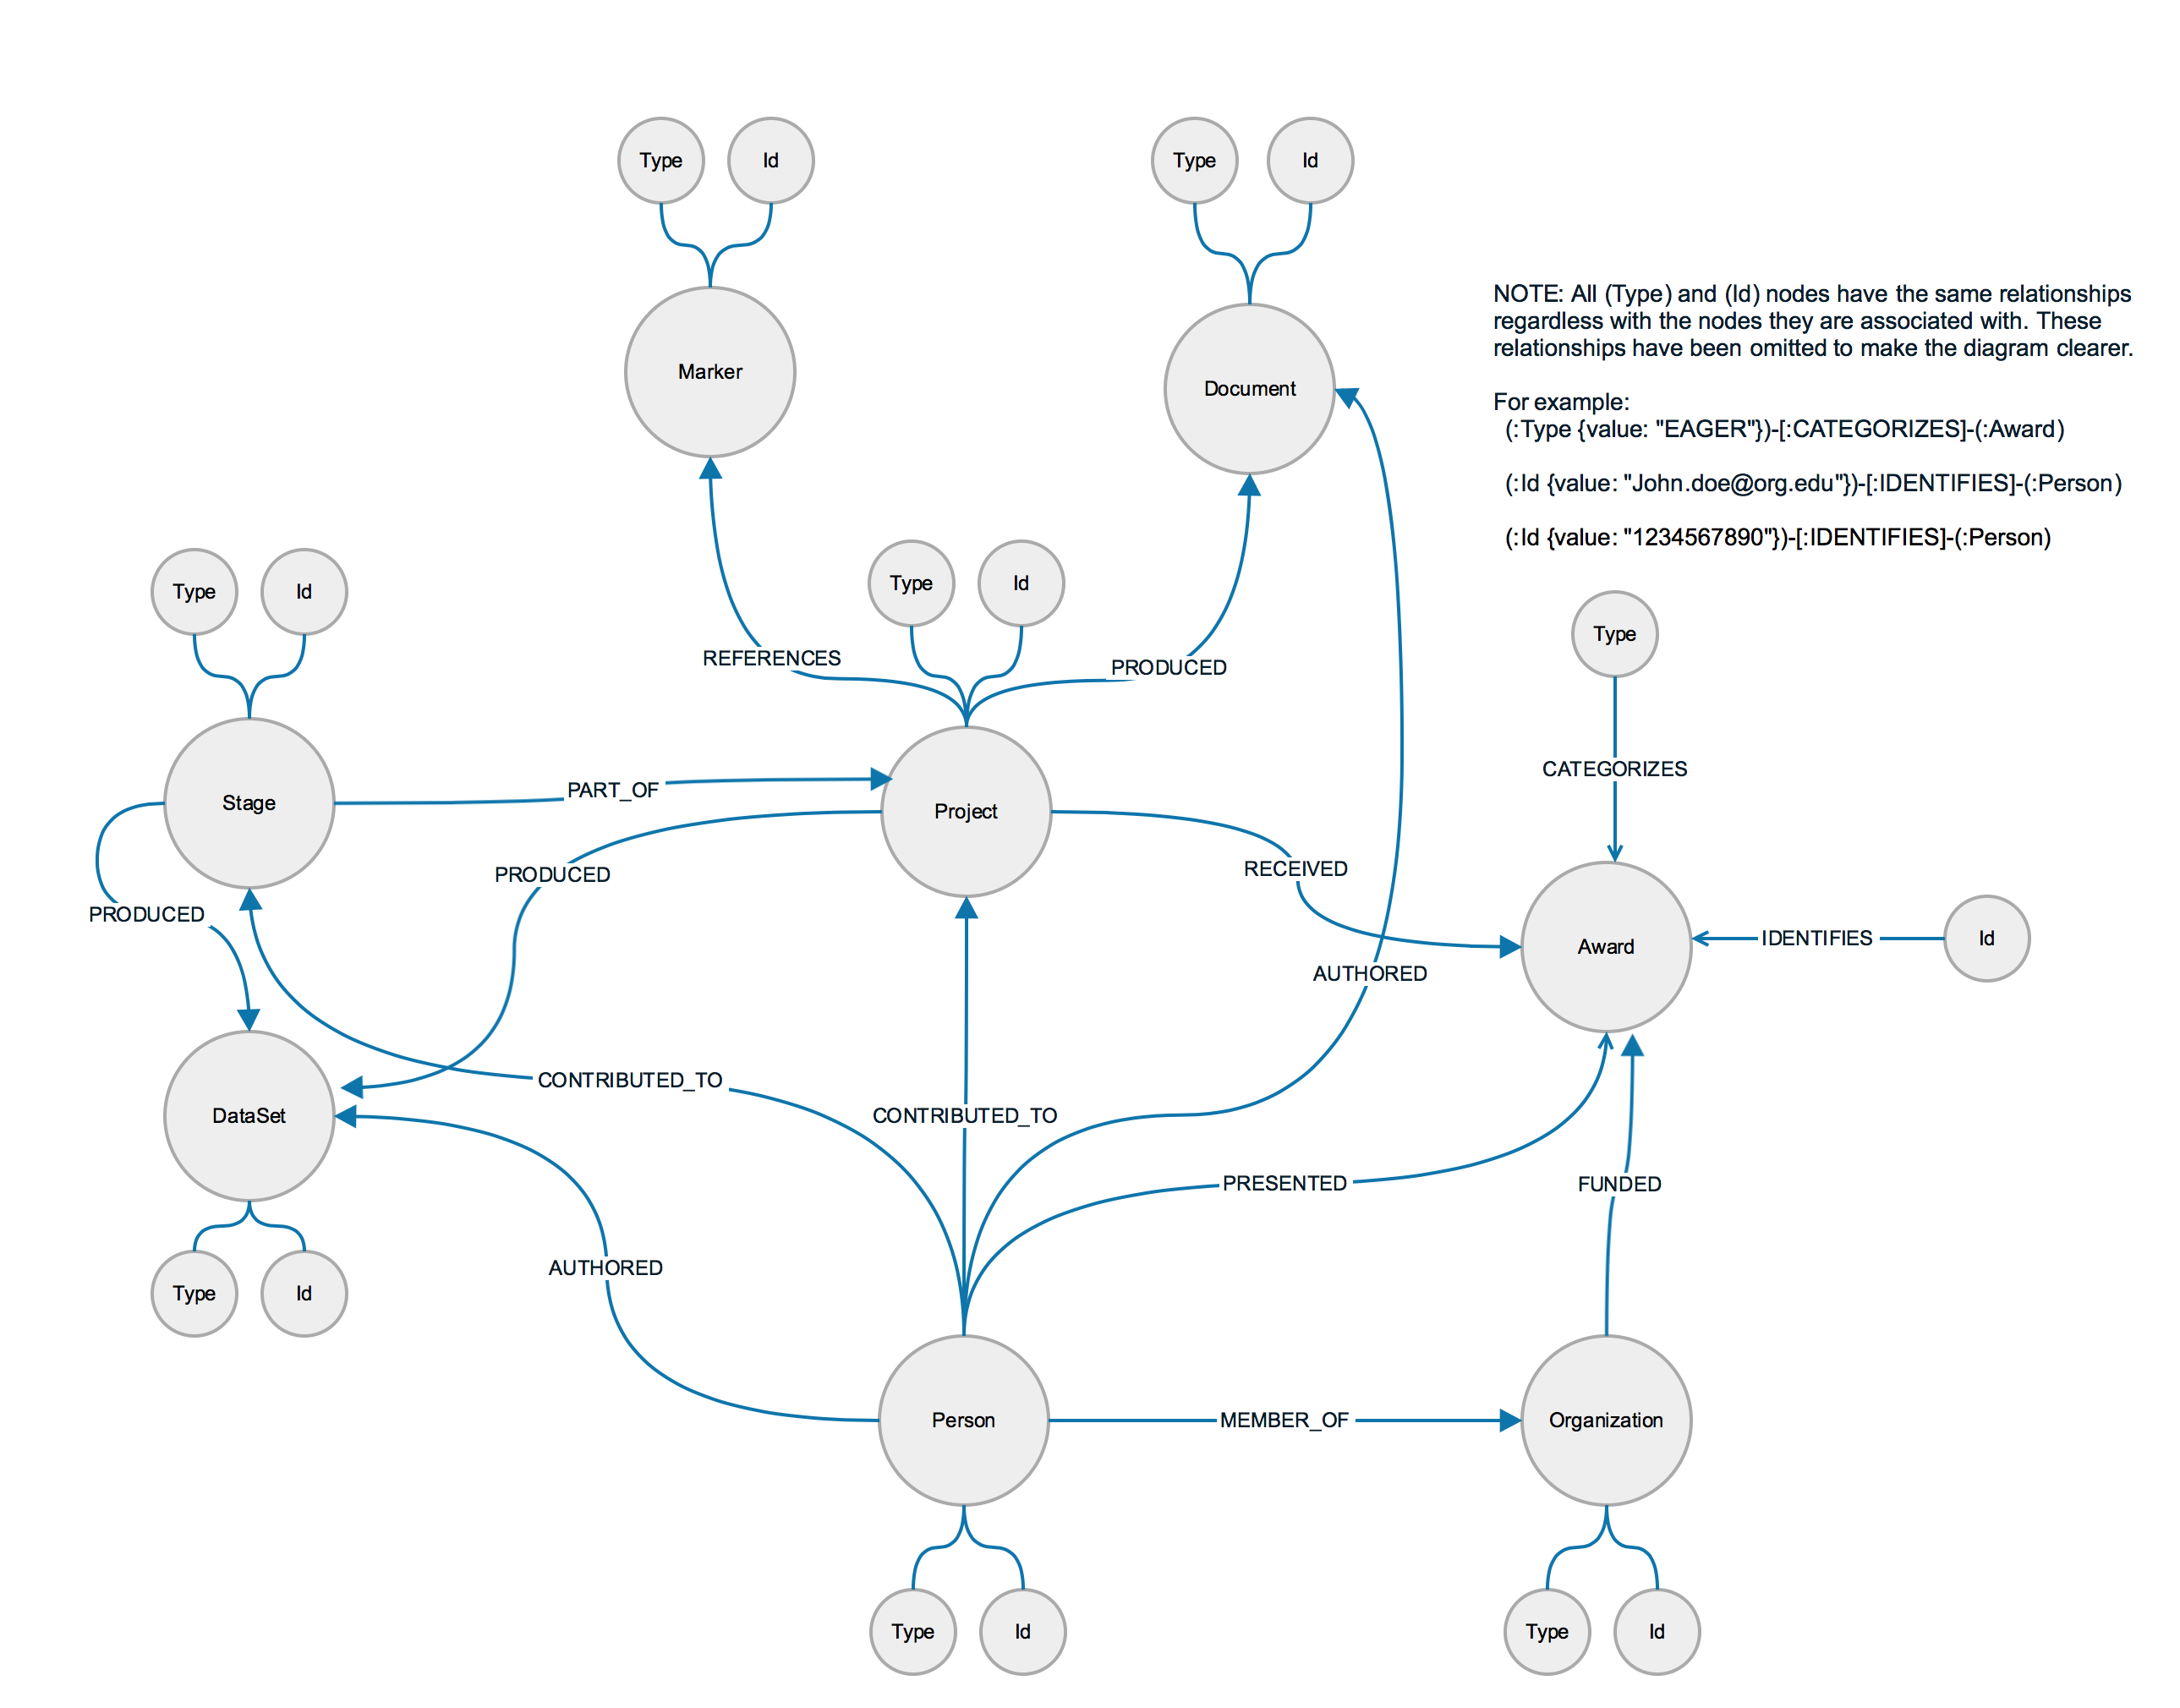 Type
Id
Type
Id
NOTE: All (Type) and (Id) nodes have the same relationships
regardless with the nodes they are associated with. These
relationships have been omitted to make the diagram clearer.
Marker
Document
For example:
(:Type {value: "EAGER"})-[:CATEGORIZES]-(:Award)
(:Id {value: "John.doe@org.edu"})-[:IDENTIFIES]-(:Person)
(:Id {value: "1234567890"})-[:IDENTIFIES]-(:Person)
Type
Id
Type
Id
Type
REFERENCES
PRODUCED
CATEGORIZES
PART_OF
Stage
Project
PRODUCED
RECEIVED
PRODUCED
Award
IDENTIFIES
Id
AUTHORED
CONTRIBUTED_TO
DataSet
CONTRIBUTED_TO
PRESENTED
FUNDED
AUTHORED
Type
Id
Person
MEMBER_OF
Organization
Type
Id
Type
Id